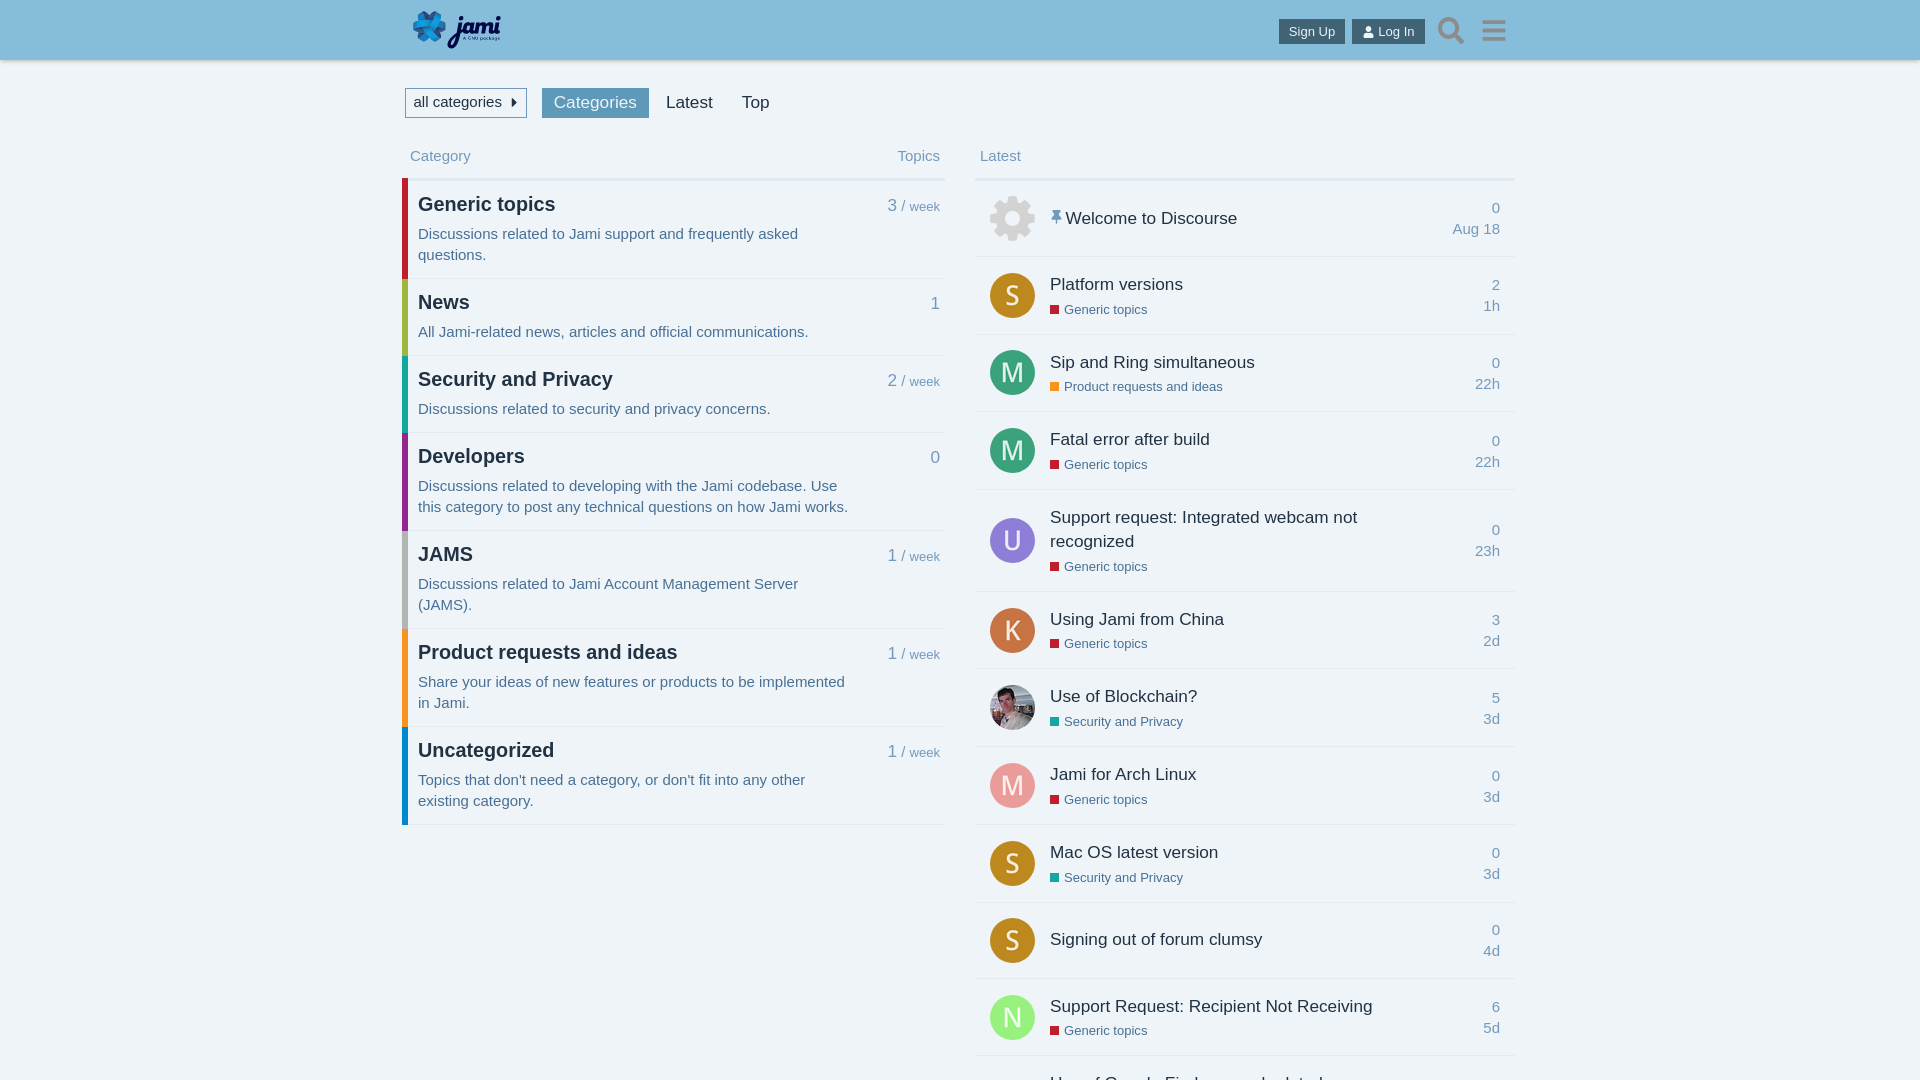 jami
A GNU package
Sign Up
Log In
all categories
Categories
Latest
Top
Category
Topics
Generic topics
3 / week
Discussions related to Jami support and frequently asked
questions.
News
1
All Jami-related news, articles and official communications.
Security and Privacy
2 / week
Discussions related to security and privacy concerns.
Developers
0
Discussions related to developing with the Jami codebase. Use
this category to post any technical questions on how Jami works.
JAMS
1 / week
Discussions related to Jami Account Management Server
(JAMS).
Product requests and ideas
1 / week
Share your ideas of new features or products to be implemented
in Jami.
Uncategorized
1 / week
Topics that don't need a category, or don't fit into any other
existing category.
Latest
Welcome to Discourse
0
Aug 18
S
Platform versions
Generic topics
2
1h
M
Sip and Ring simultaneous
Product requests and ideas
0
22h
M
Fatal error after build
Generic topics
0
22h
U
Support request: Integrated webcam not
recognized
Generic topics
0
23h
K
Using Jami from China
Generic topics
3
2d
Use of Blockchain?
Security and Privacy
5
3d
M
Jami for Arch Linux
Generic topics
0
3d
S
Mac OS latest version
Security and Privacy
0
3d
S
Signing out of forum clumsy
0
4d
N
Support Request: Recipient Not Receiving
Generic topics
6
5d